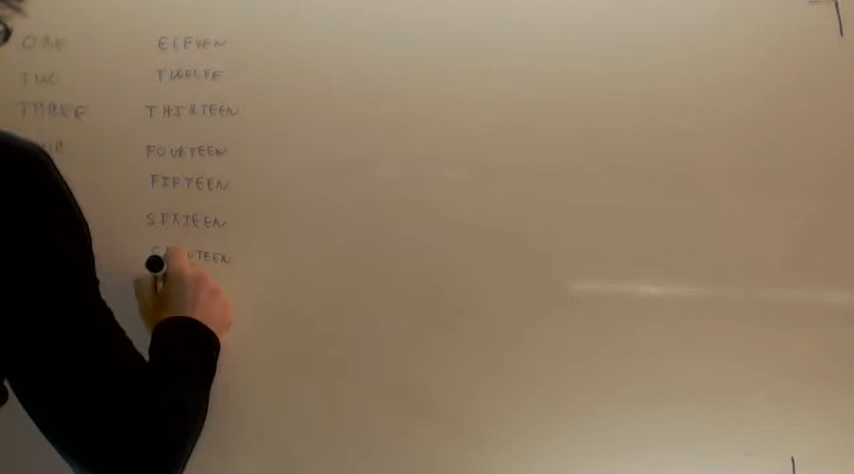 ONE
TWO
THREE
ELEVEN
TWELVE
THIRTEEN
FOURTEEN
FIFTEEN
SIXTEEN